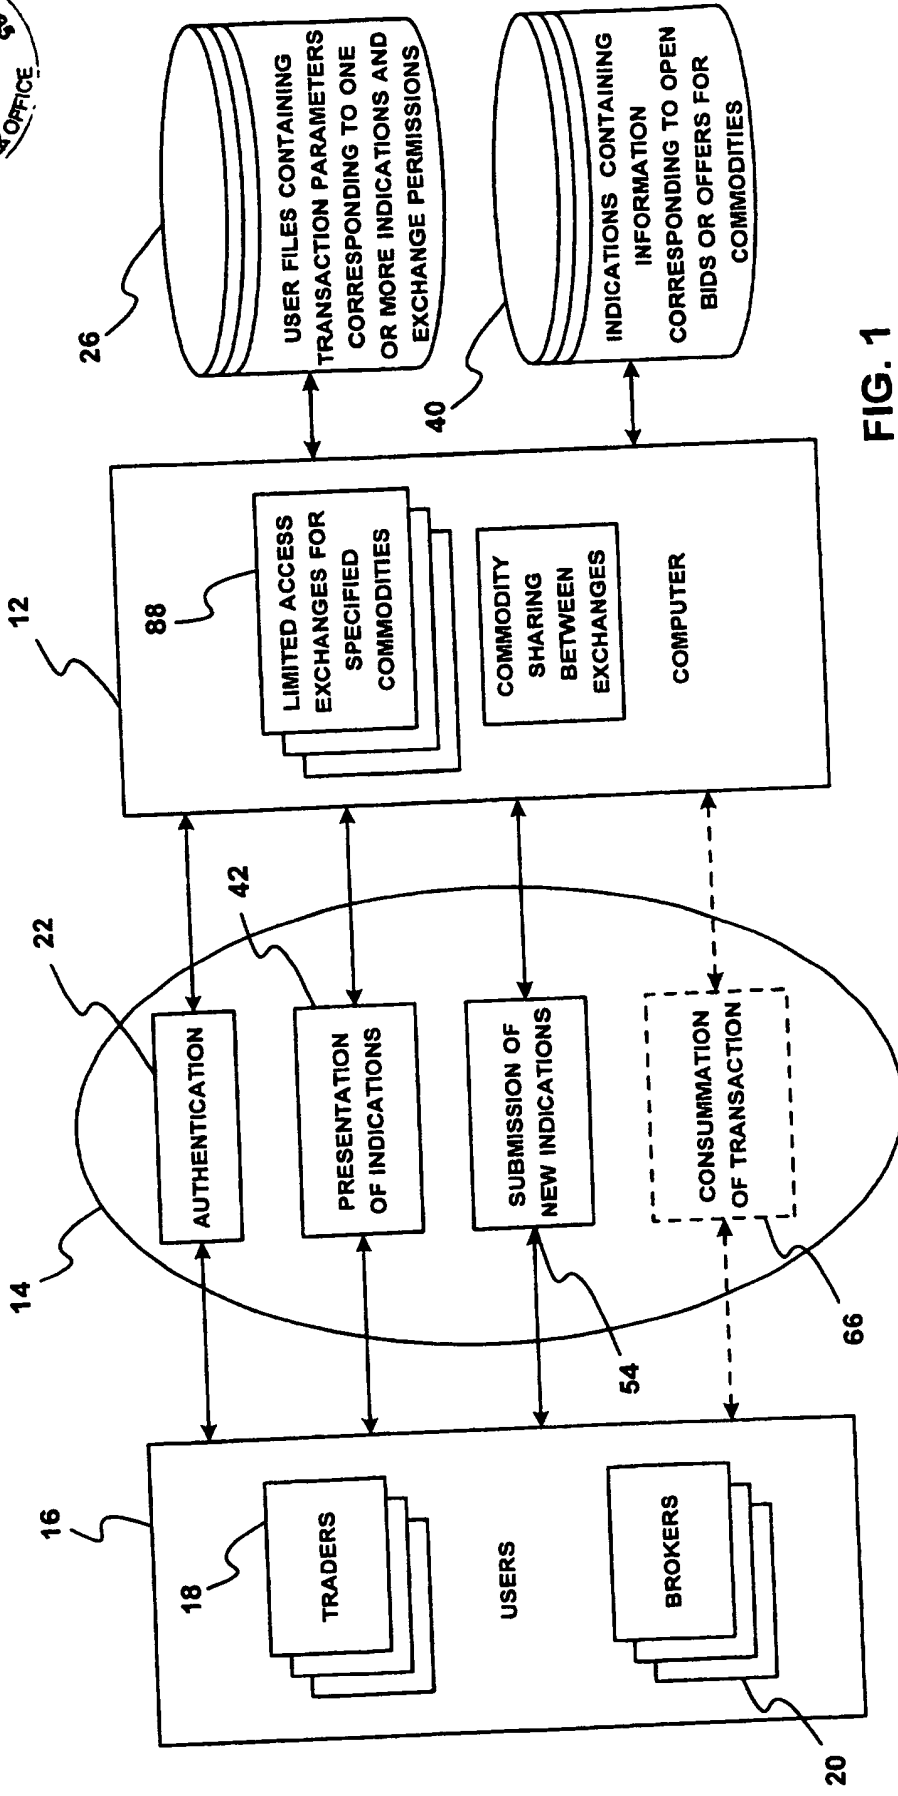 OFFICE
16
18
TRADERS
USERS
BROKERS
20
14
22
AUTHENTICATION
42
PRESENTATION
OF INDICATIONS
SUBMISSION OF
NEW INDICATIONS
54
CONSUMMATION
OF TRANSACTION
66
12
88
LIMITED ACCESS
EXCHANGES FOR
SPECIFIED
COMMODITIES
COMMODITY
SHARING
BETWEEN
EXCHANGES
COMPUTER
26
USER FILES CONTAINING
TRANSACTION PARAMETERS
CORRESPONDING TO ONE
OR MORE INDICATIONS AND
EXCHANGE PERMISSIONS
40
INDICATIONS CONTAINING
INFORMATION
CORRESPONDING TO OPEN
BIDS OR OFFERS FOR
COMMODITIES
FIG. 1